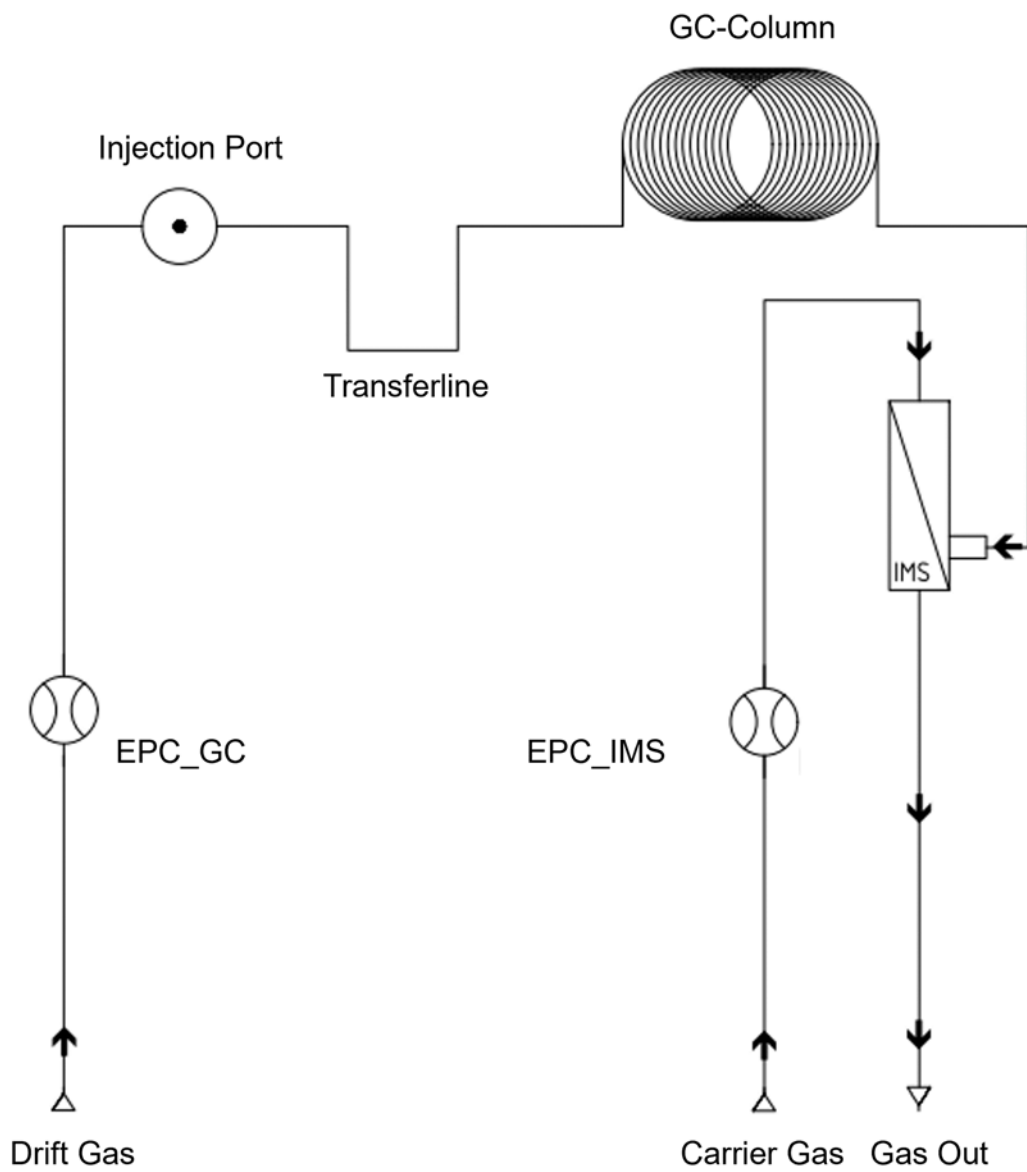 GC-Column
Injection Port
Transferline
IMS
EPC_GC
EPC_IMS
Drift Gas
Carrier Gas
Gas Out